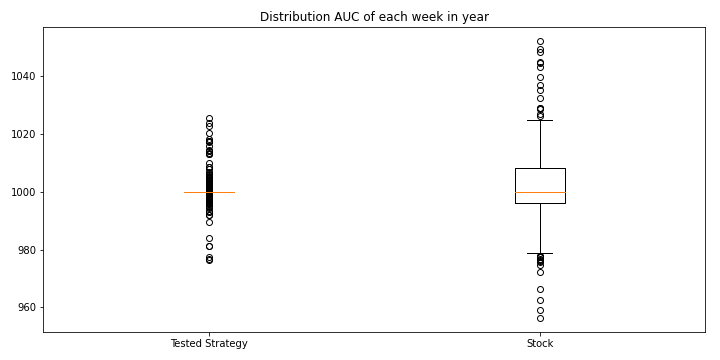 Distribution AUC of each week in year
1040
1020
1000
980
960
Tested Strategy
Stock